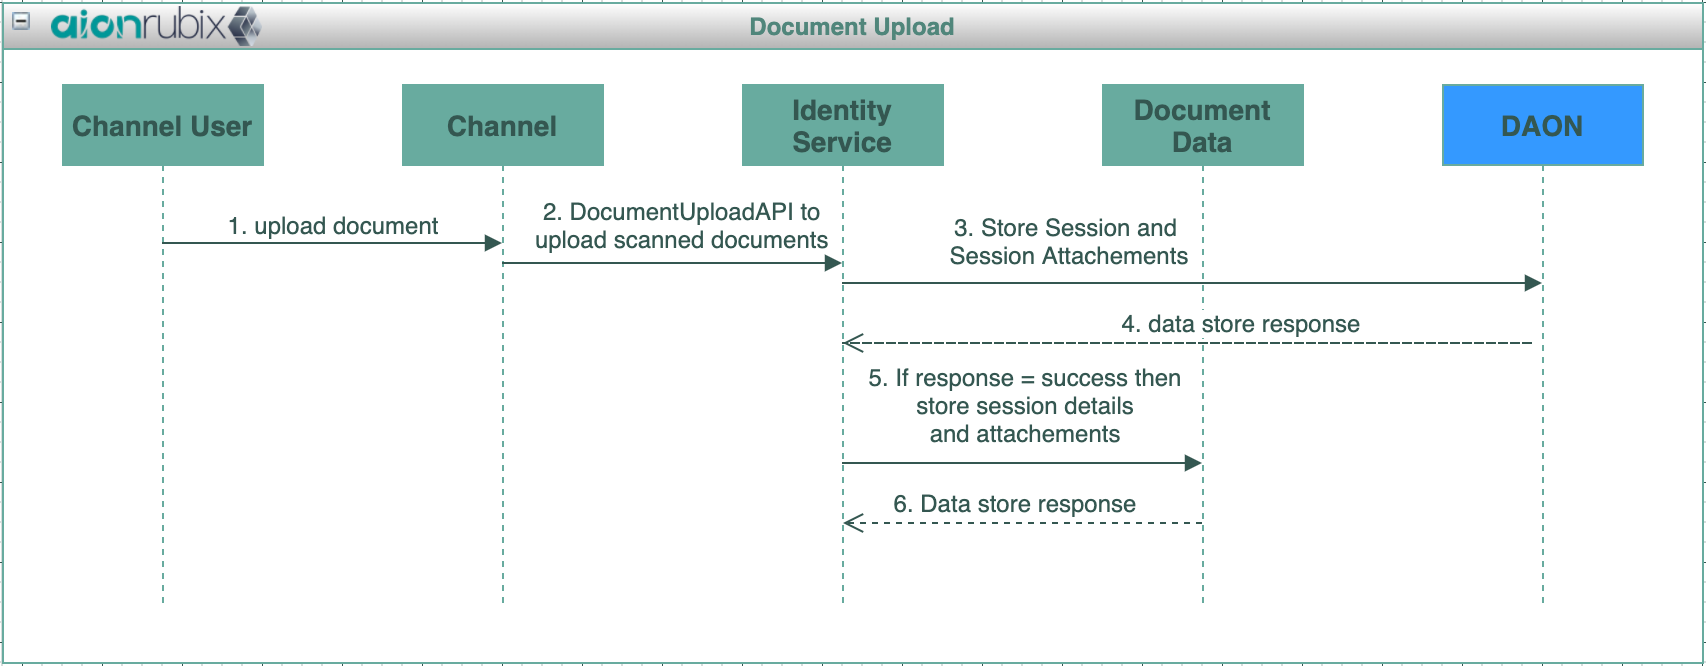 aionrubix
Document Upload
Channel User
Channel
Identity
Service
Document
Data
DAON
1. upload document
2. DocumentUploadAPI to
upload scanned documents
3. Store Session and
Session Attachements
4. data store response
5. If response = success then
store session details
and attachements
6. Data store response